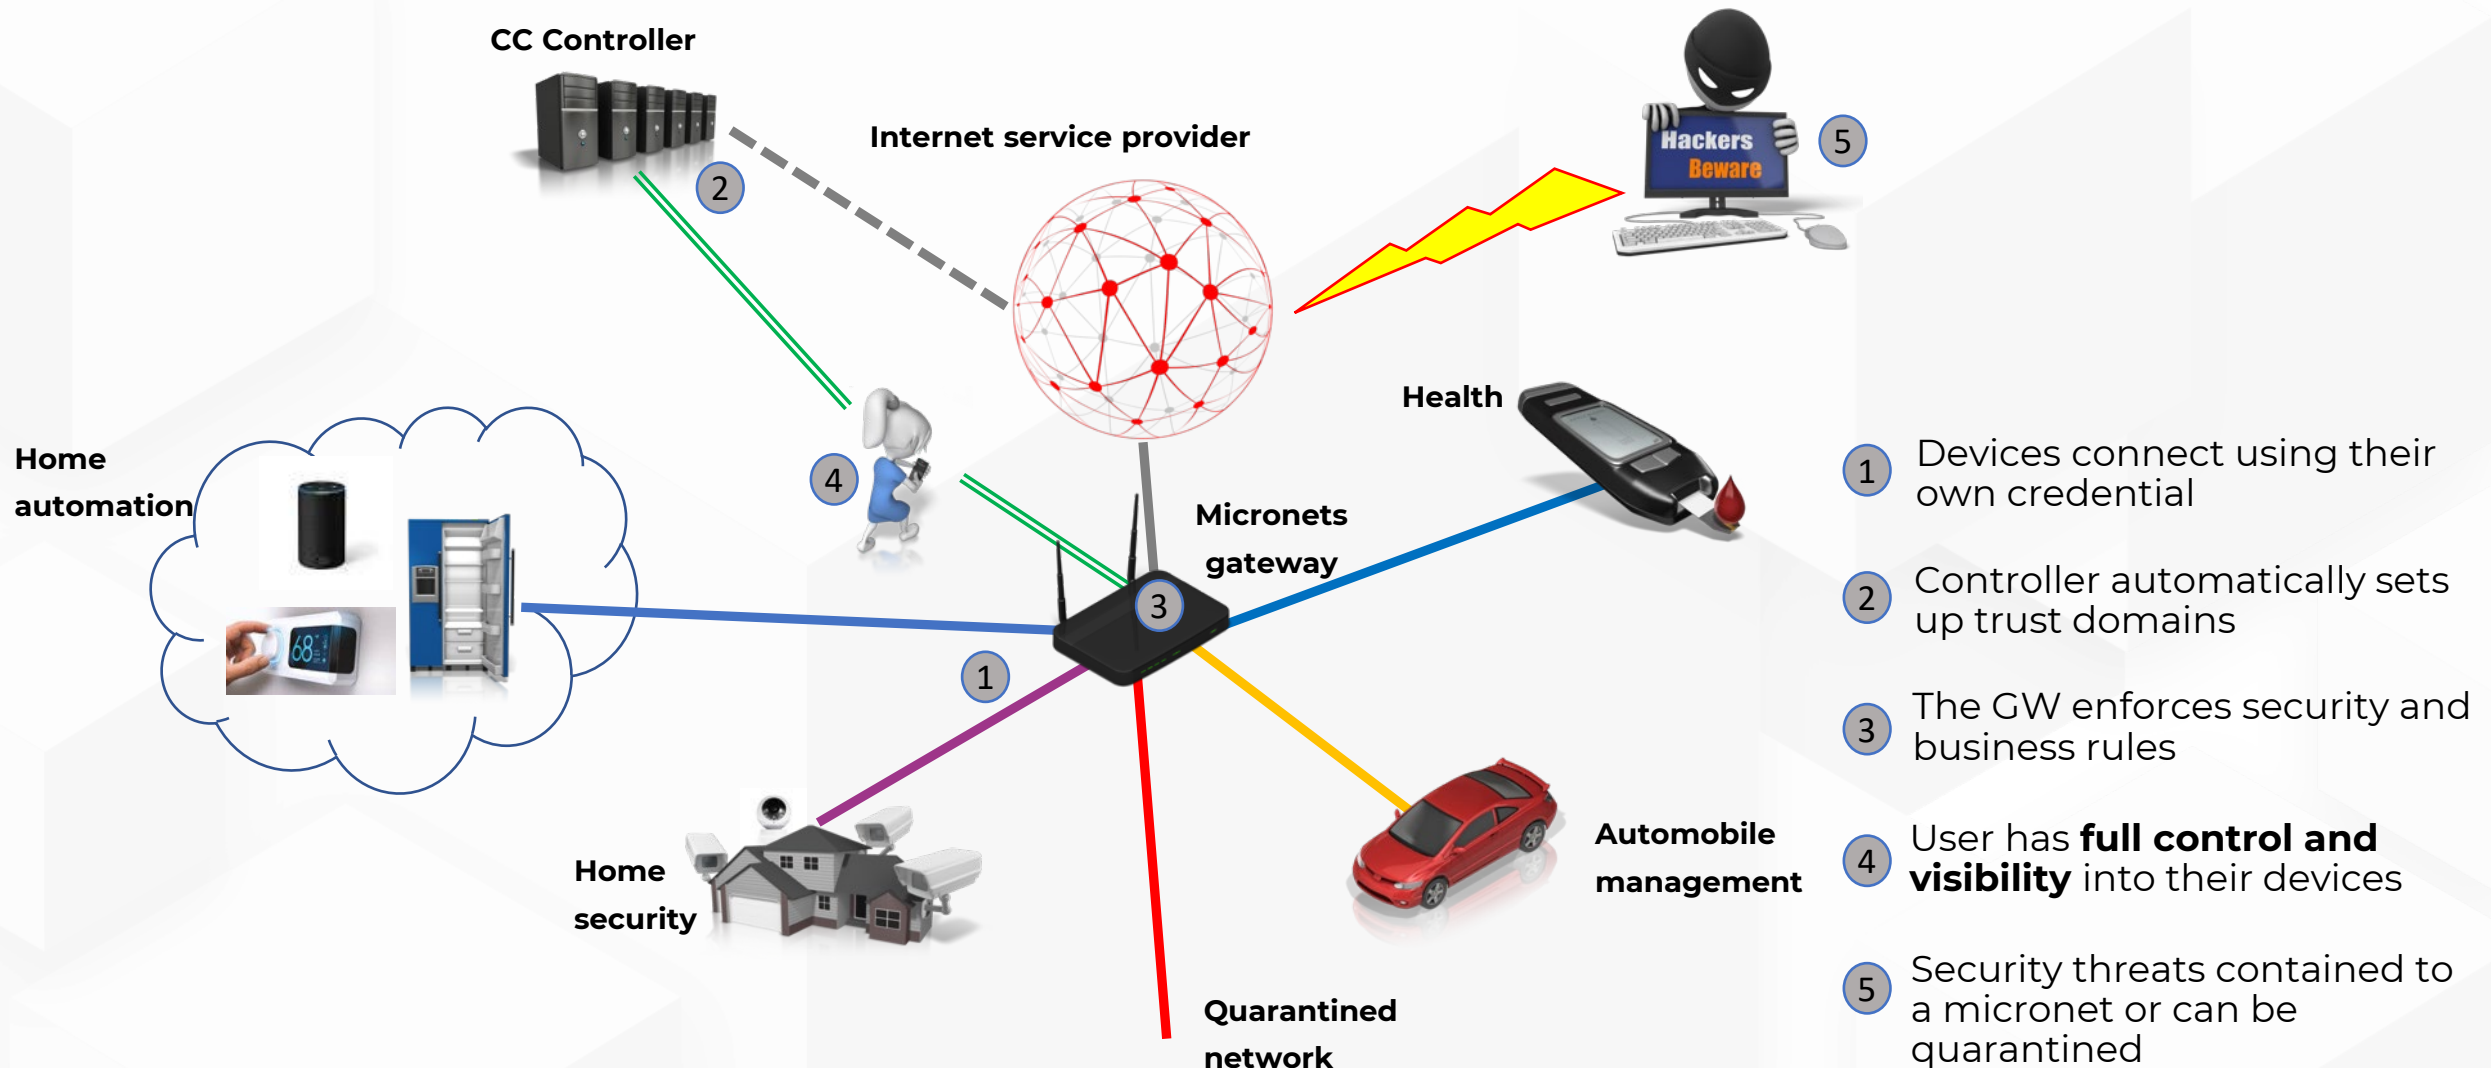 CC Controller
Internet service provider
Hackers
Beware
5
2
Health
Home
automation
4
Micronets
gateway
3
68
1
Home
security
Automobile
management
Quarantined
network
1
Devices connect using their
own credential
2
Controller automatically sets
up trust domains
3
The GW enforces security and
business rules
4
User has full control and
visibility into their devices
5
Security threats contained to
a micronet or can be
quarantined